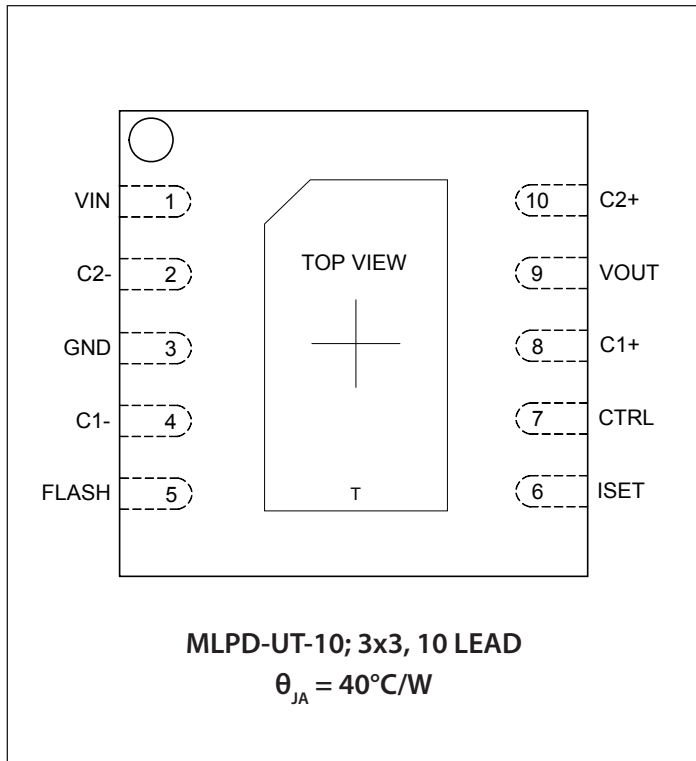 VIN 1
C2- 2
GND 3
C1- 4
FLASH 5
TOP VIEW
T
10 C2+
9 VOUT
8 C1+
7 CTRL
6 ISET
MLPD-UT-10; 3x3, 10 LEAD
θJA = 40°C/W